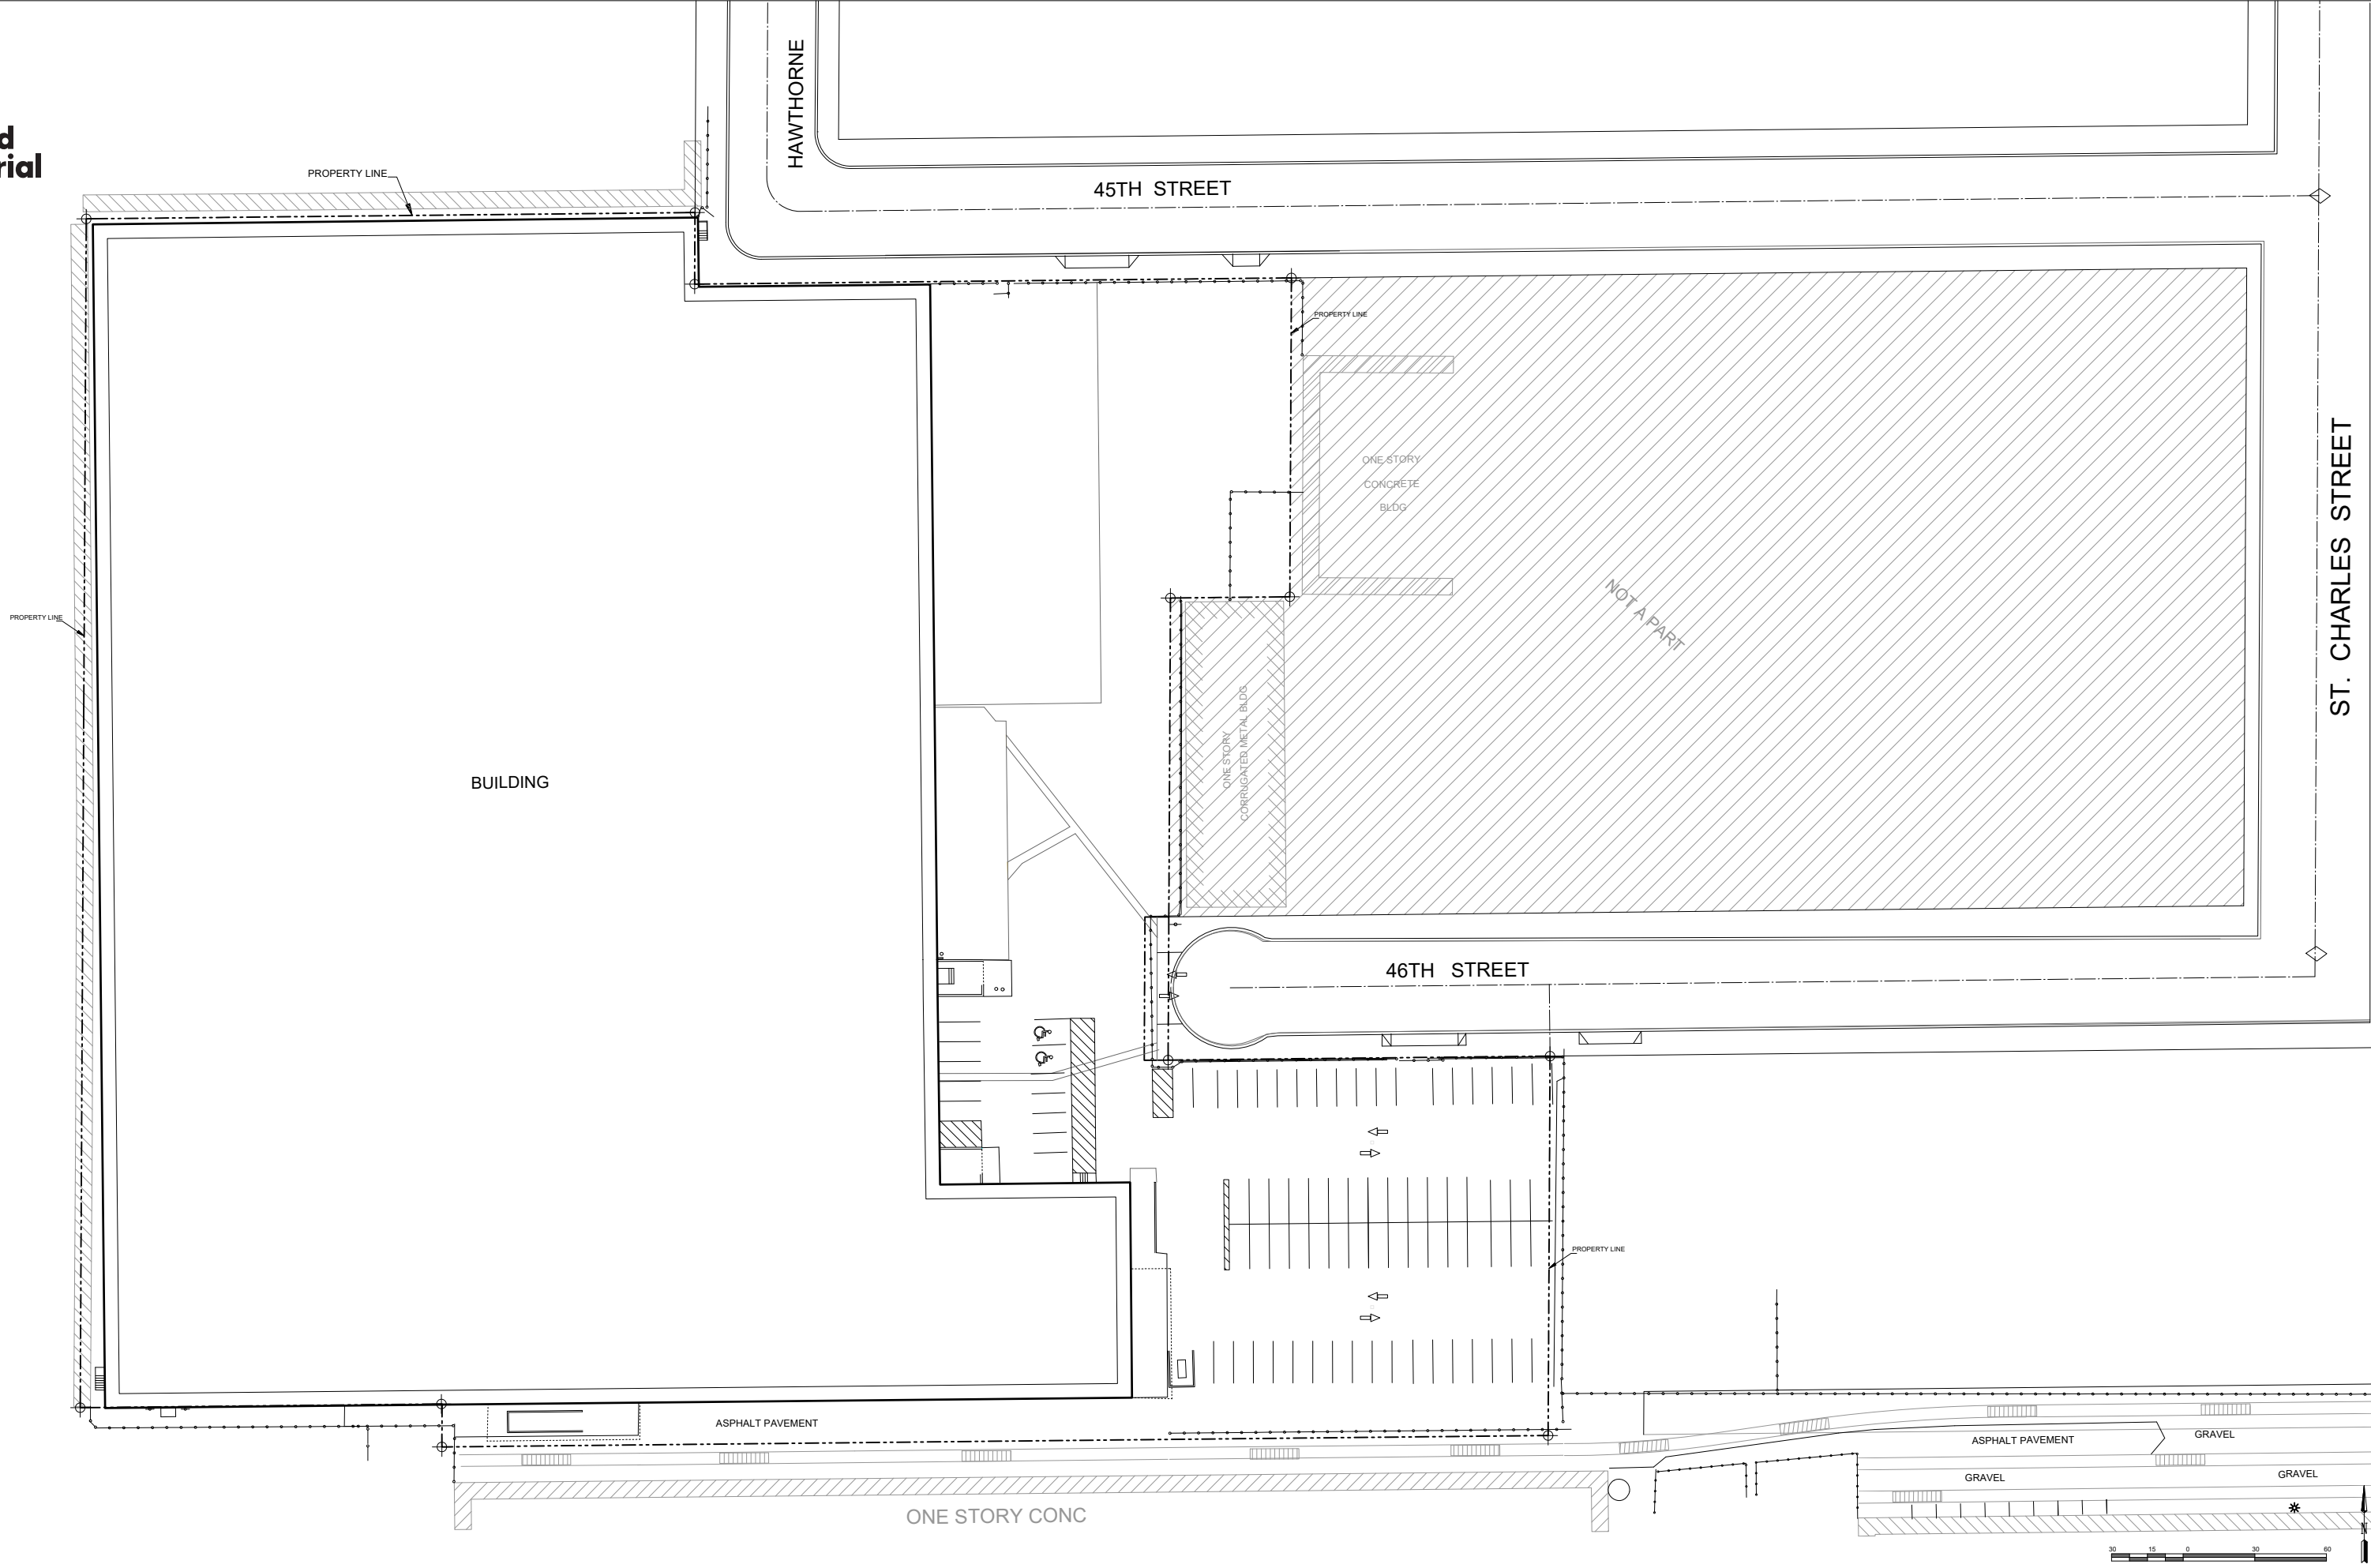 HAWTHORNE
d
rial
PROPERTY LINE
45TH STREET
PROPERTY LINE
ONE STORY
CONCRETE
BLDG
NOT A PART
ST. CHARLES STREET
PROPERTY LINE
ONE STORY
CORRUGATED METAL BLDG
BUILDING
46TH STREET
PROPERTY LINE
ASPHALT PAVEMENT
ASPHALT PAVEMENT
GRAVEL
GRAVEL
GRAVEL
ONE STORY CONC
N
30 15 0 30 60